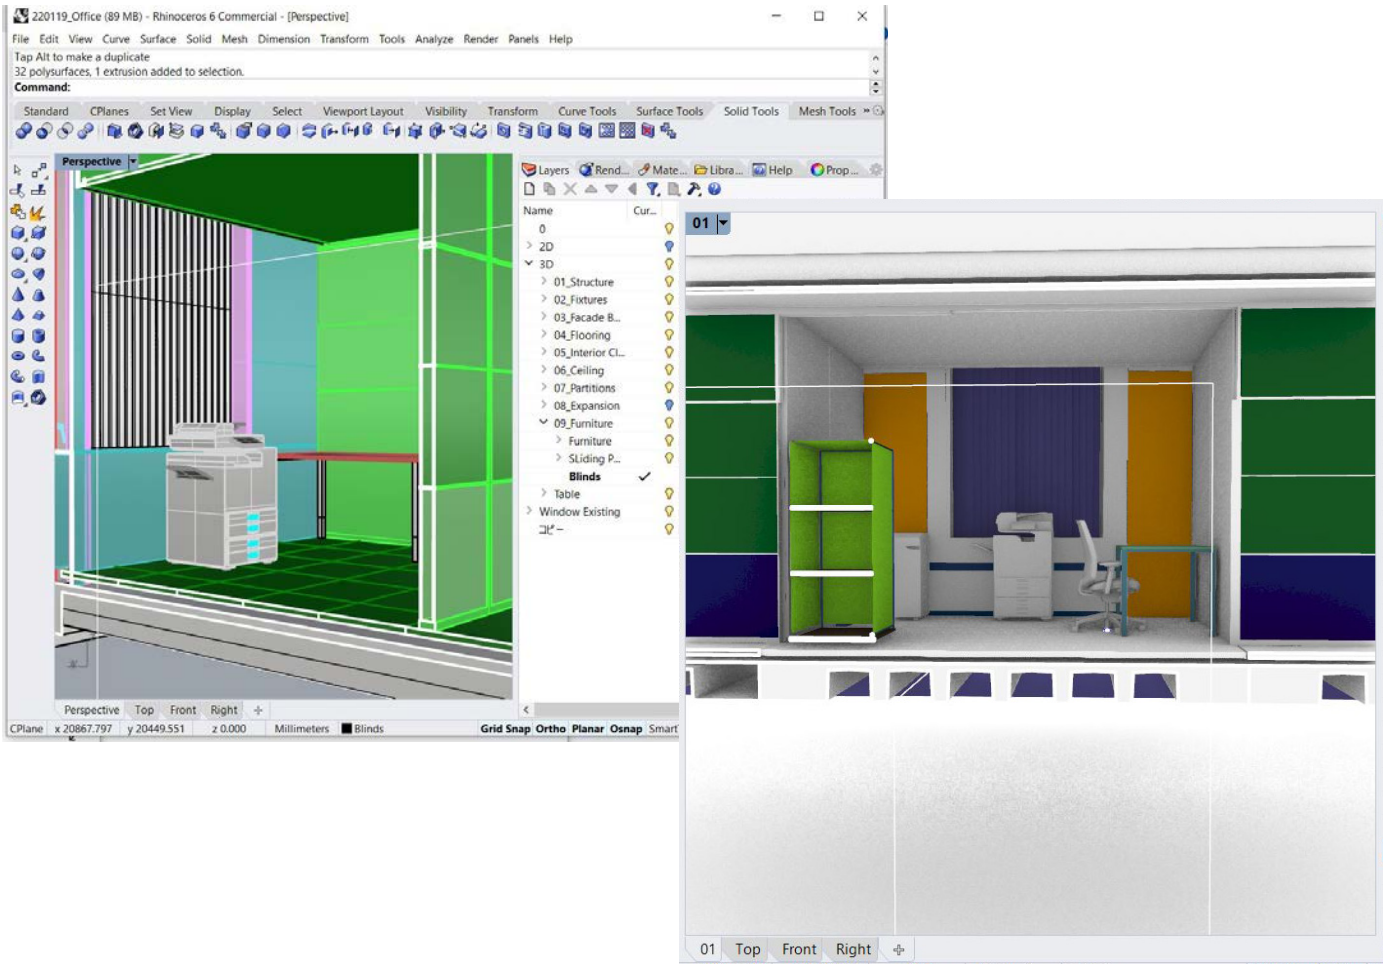 220119_Office (89 MB) - Rhinoceros 6 Commercial - [Perspective]
File Edit View Curve Surface Solid Mesh Dimension Transform Tools Analyze Render Panels Help
Tap Alt to make a duplicate
32 polysurfaces, 1 extrusion added to selection.
Command:
Standard CPlanes Set View Display Select Viewport Layout Visibility Transform Curve Tools Surface Tools Solid Tools Mesh Tools »
Perspective
Layers Rend... Mate... Libra... Help Prop...
Name Cur...
0
2D
3D
01_Structure
02_Fixtures
03_Facade B...
04_Flooring
05_Interior Cl...
06_Ceiling
07_Partitions
08_Expansion
09_Furniture
Furniture
SLiding P...
Blinds
Table
Window Existing
コピー
Perspective Top Front Right
CPlane x 20867.797 y 20449.551 z 0.000 Millimeters Blinds Grid Snap Ortho Planar Osnap Smart
01
01 Top Front Right